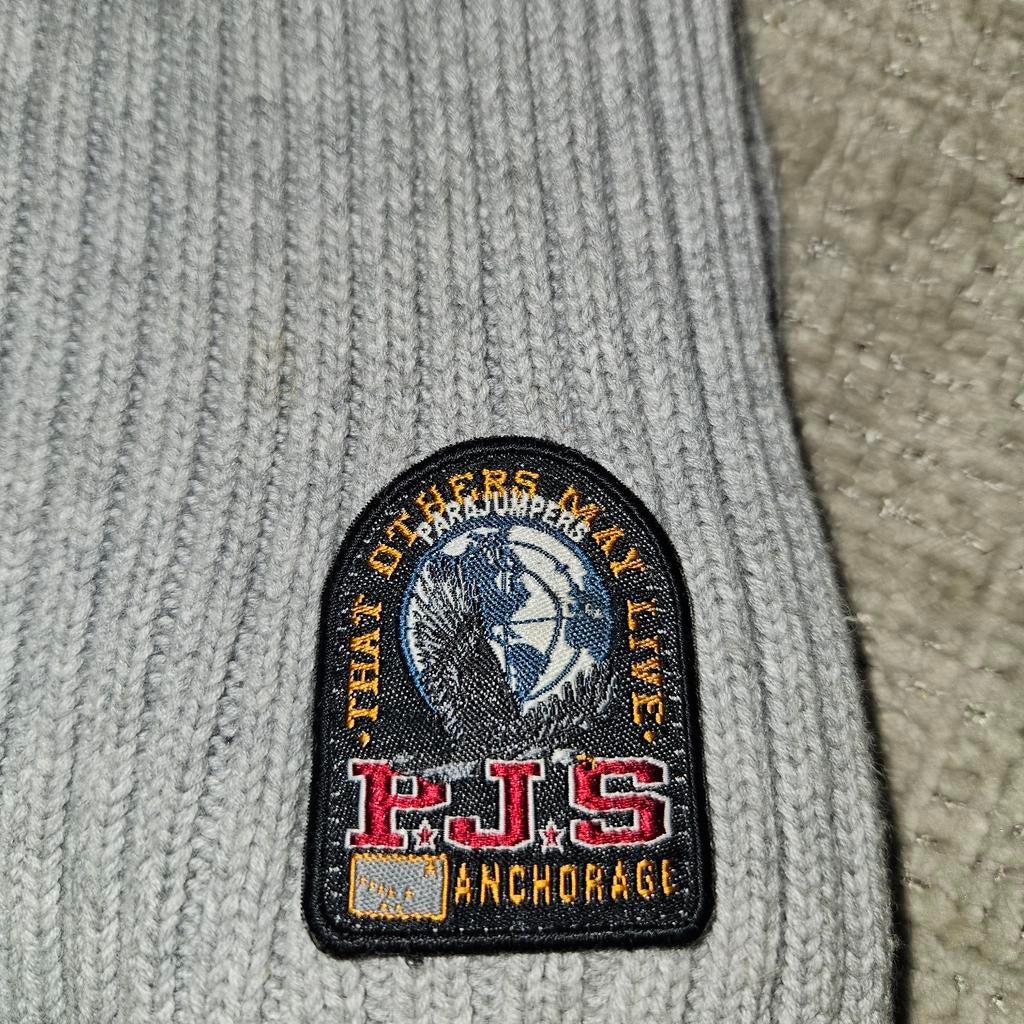 ·THAT OTHERS MAY LIVE·
PARAJUMPERS
P.J.S
ANCHORAGE